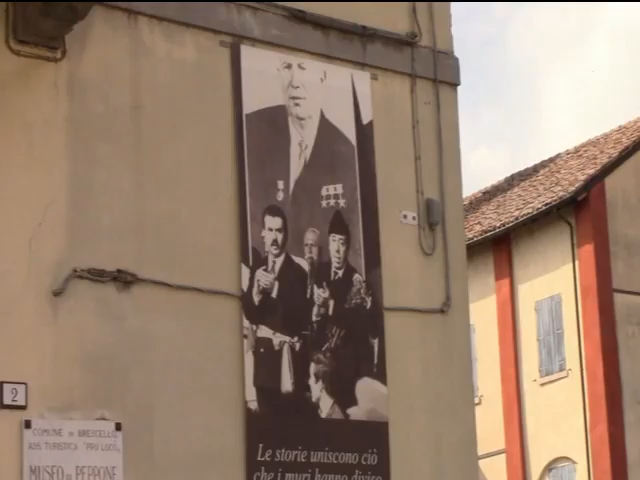 2
COMUNE DI BRESCELLO
ASS. TURISTICA "PRO LOCO"
MUSEO DI PEPPONE
Le storie uniscono ciò
che i muri hanno diviso